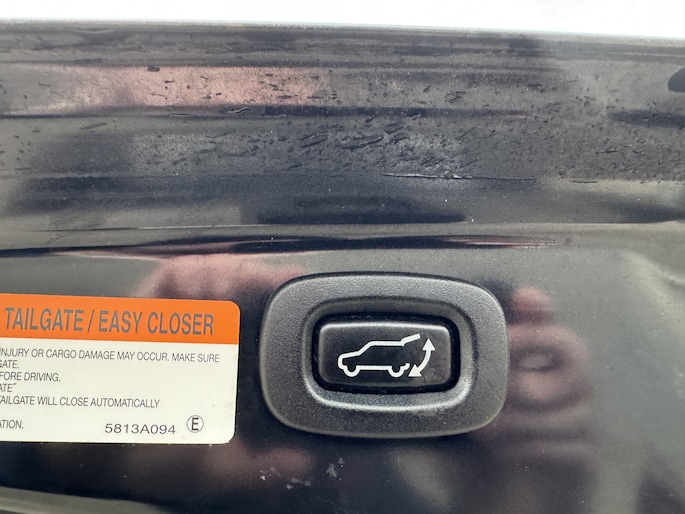 TAILGATE / EASY CLOSER
INJURY OR CARGO DAMAGE MAY OCCUR. MAKE SURE
GATE.
EFORE DRIVING.
ATE"
TAILGATE WILL CLOSE AUTOMATICALLY
ATION.
5813A094 E